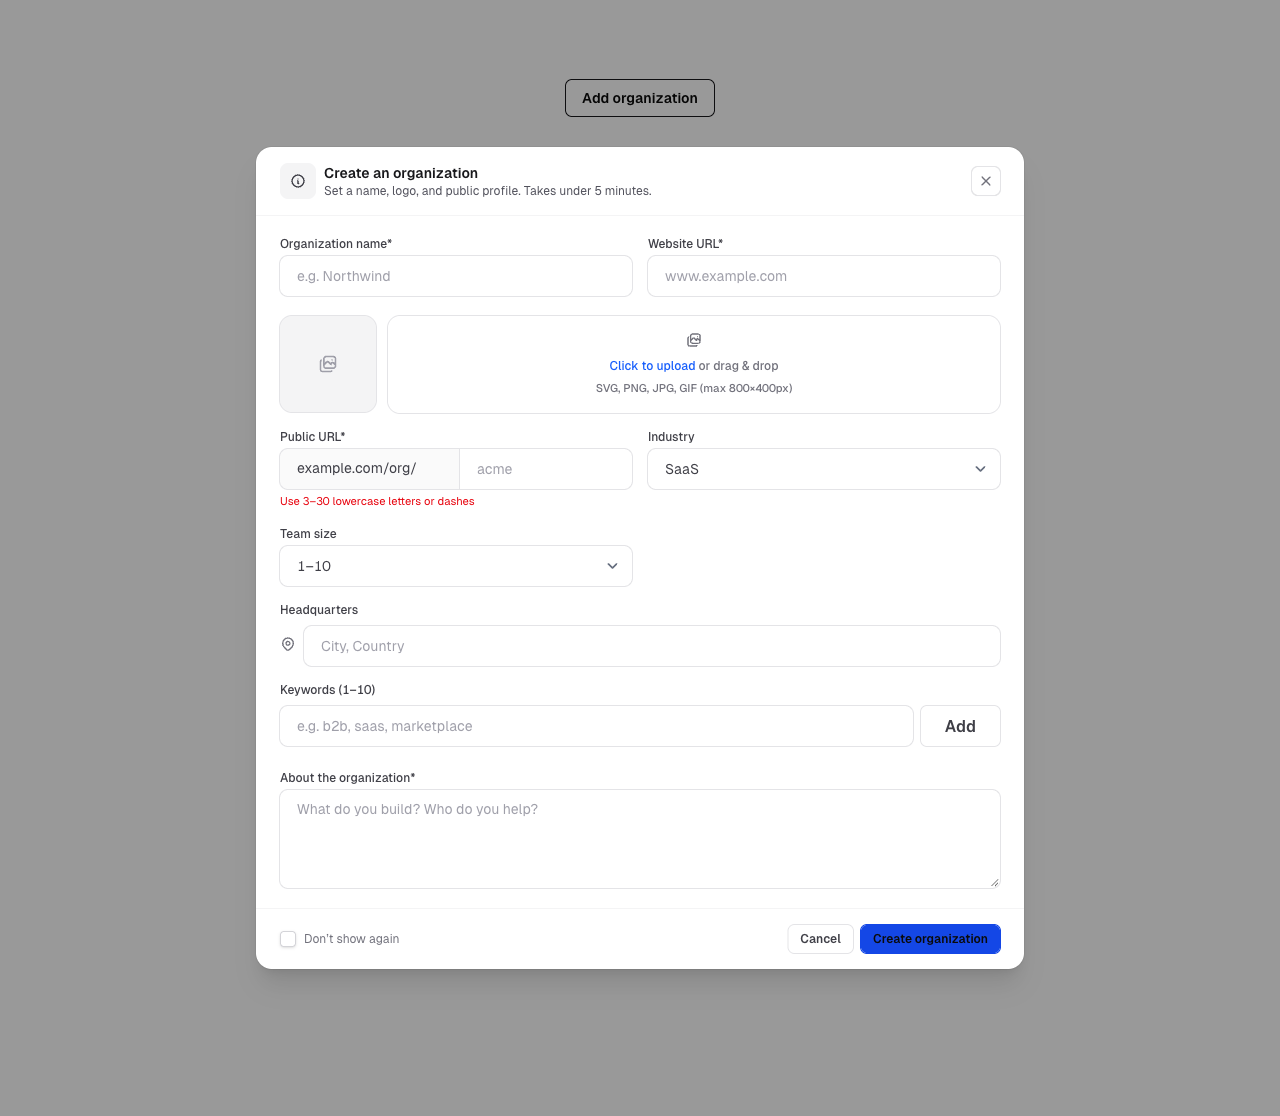 Add organization
Create an organization
Set a name, logo, and public profile. Takes under 5 minutes.
Organization name*
Website URL*
e.g. Northwind
www.example.com
Click to upload or drag & drop
SVG, PNG, JPG, GIF (max 800×400px)
Public URL*
Industry
example.com/org/
acme
SaaS
Use 3–30 lowercase letters or dashes
Team size
1–10
Headquarters
City, Country
Keywords (1–10)
e.g. b2b, saas, marketplace
Add
About the organization*
What do you build? Who do you help?
Don't show again
Cancel
Create organization